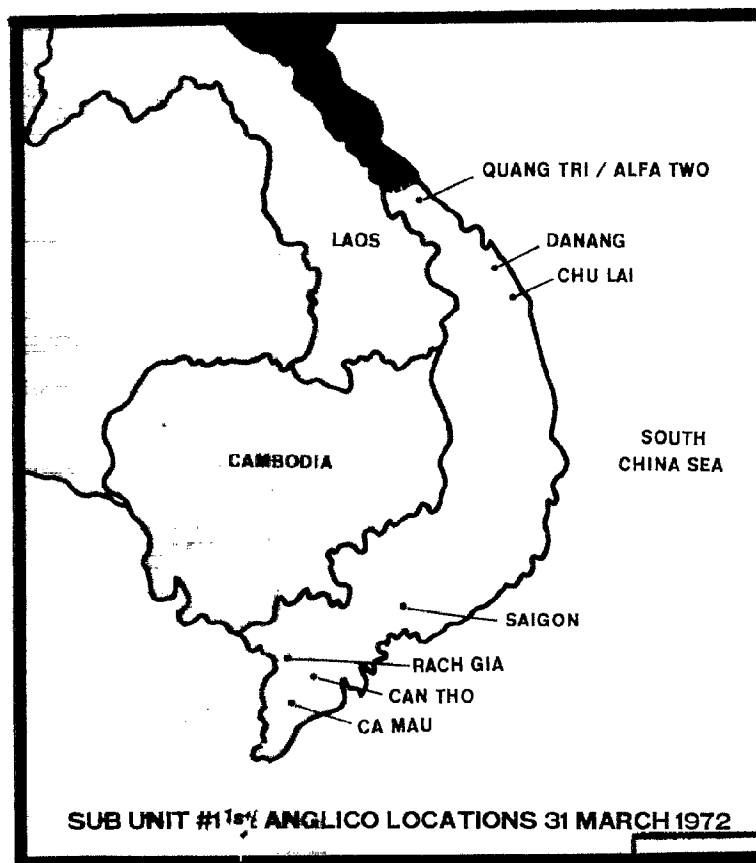 QUANG TRI / ALFA TWO
LAOS
DANANG
CHU LAI
CAMBODIA
SOUTH
CHINA SEA
SAIGON
RACH GIA
CAN THO
CA MAU
SUB UNIT #1 1st ANGLICO LOCATIONS 31 MARCH 1972